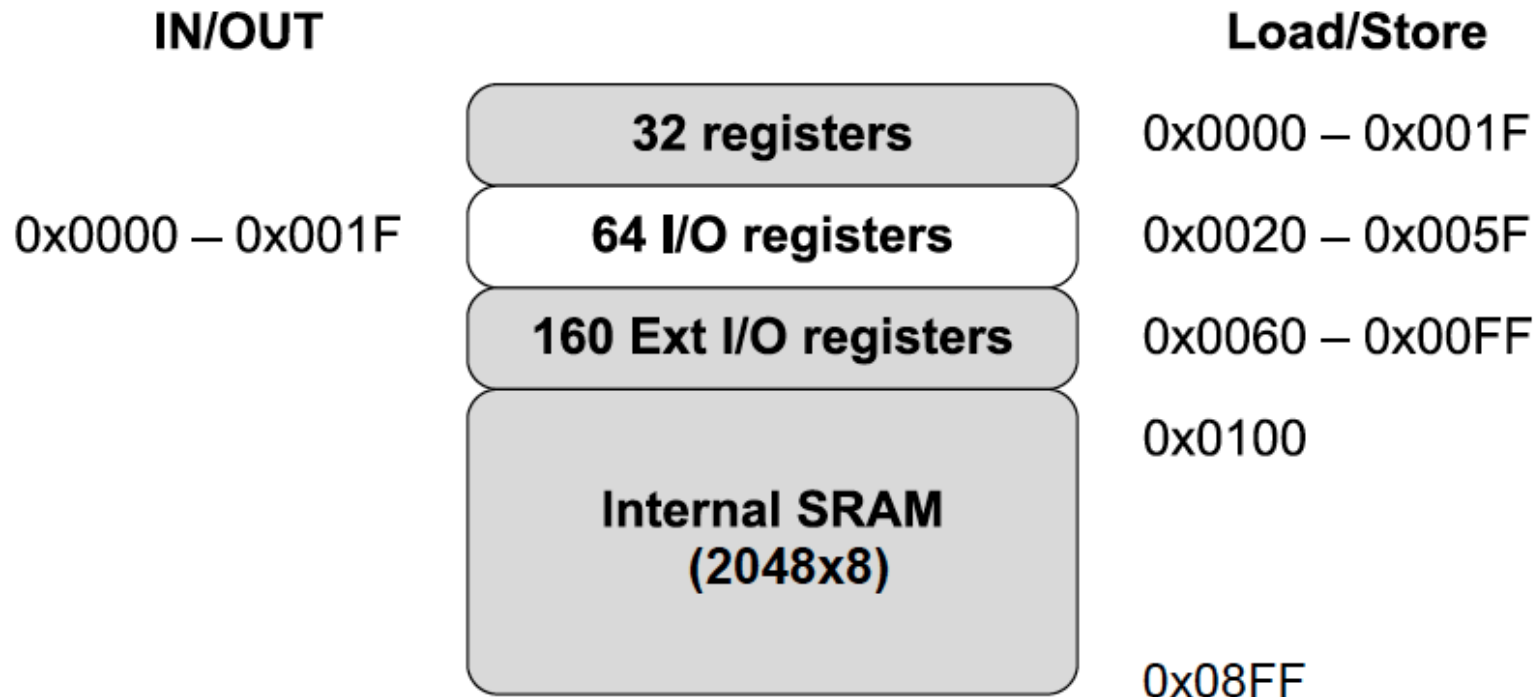 IN/OUT
Load/Store
32 registers
0x0000 – 0x001F
0x0000 – 0x001F
64 I/O registers
0x0020 – 0x005F
160 Ext I/O registers
0x0060 – 0x00FF
0x0100
Internal SRAM
(2048x8)
0x08FF